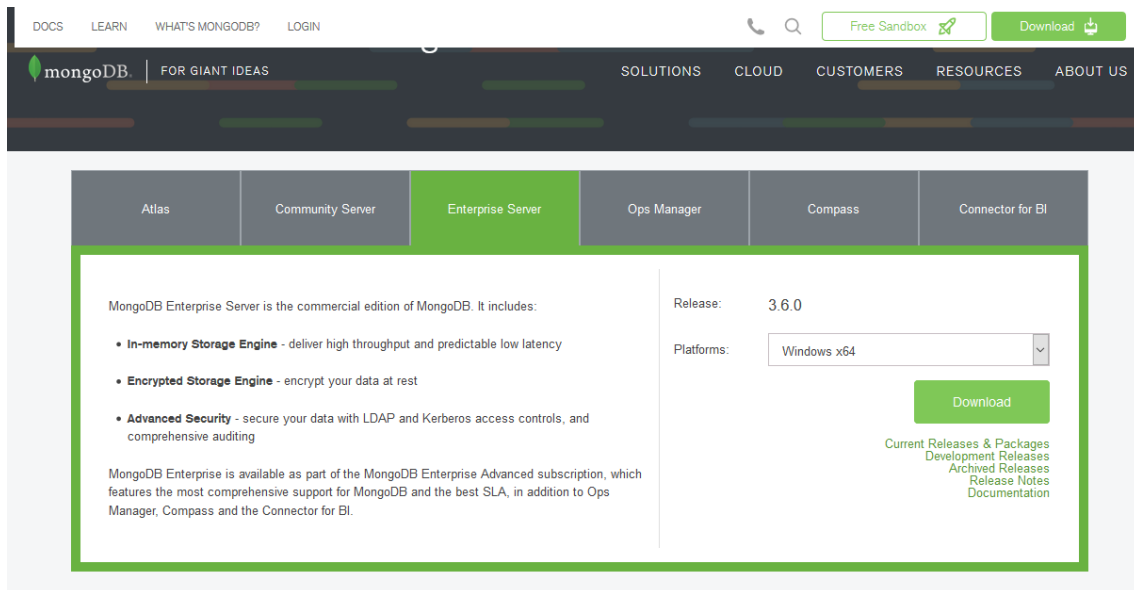 DOCS LEARN WHAT'S MONGODB? LOGIN Free Sandbox Download
mongoDB. FOR GIANT IDEAS SOLUTIONS CLOUD CUSTOMERS RESOURCES ABOUT US
Atlas Community Server Enterprise Server Ops Manager Compass Connector for BI
MongoDB Enterprise Server is the commercial edition of MongoDB. It includes:
• In-memory Storage Engine - deliver high throughput and predictable low latency
• Encrypted Storage Engine - encrypt your data at rest
• Advanced Security - secure your data with LDAP and Kerberos access controls, and
comprehensive auditing
MongoDB Enterprise is available as part of the MongoDB Enterprise Advanced subscription, which
features the most comprehensive support for MongoDB and the best SLA, in addition to Ops
Manager, Compass and the Connector for BI.
Release: 3.6.0
Platforms: Windows x64
Download
Current Releases & Packages
Development Releases
Archived Releases
Release Notes
Documentation